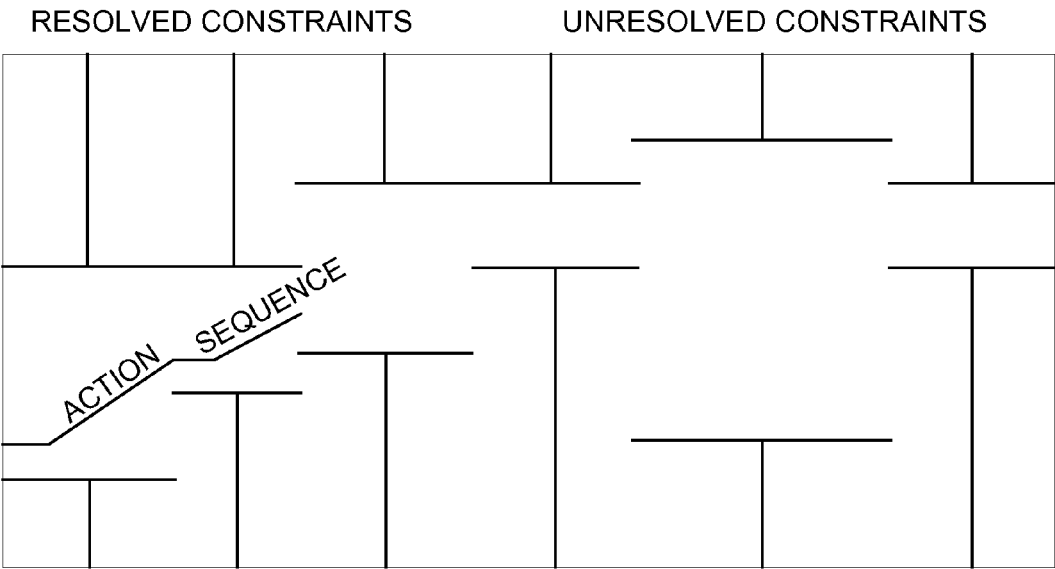 RESOLVED CONSTRAINTS
UNRESOLVED CONSTRAINTS
ACTION
SEQUENCE